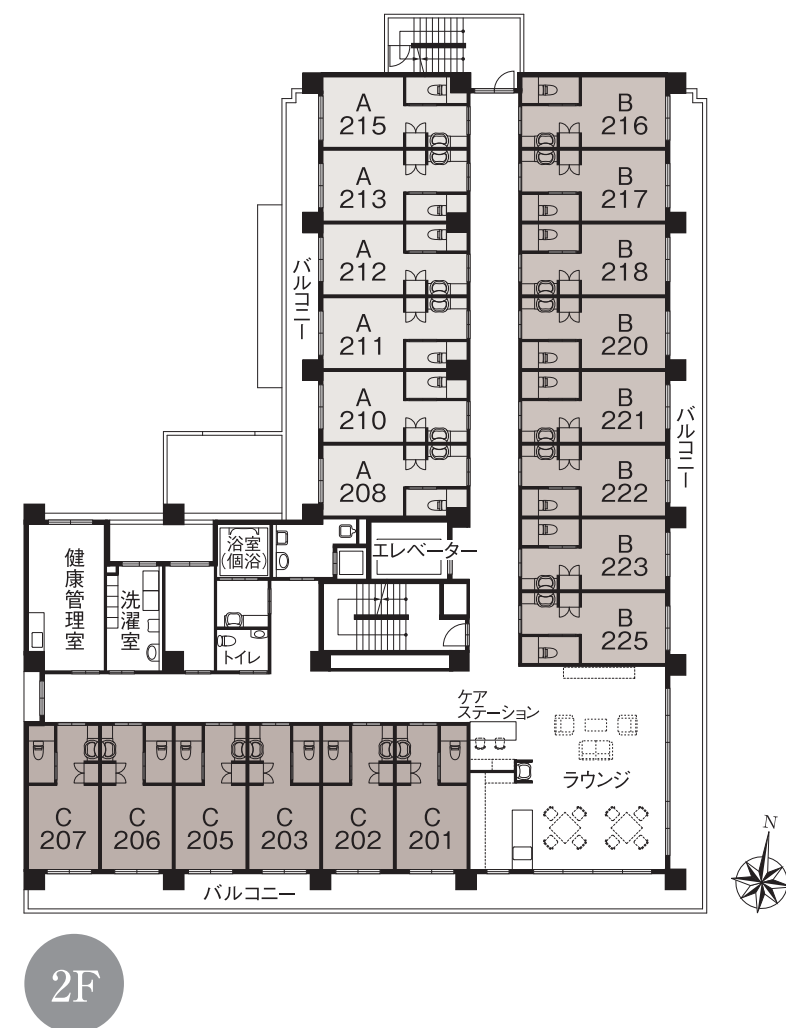 A
215
B
216
A
213
B
217
バルコニー
A
212
B
218
A
211
B
220
A
210
B
221
バルコニー
A
208
B
222
浴室
(個浴)
エレベーター
B
223
健康管理室
洗濯室
トイレ
B
225
ケア
ステーション
ラウンジ
C
207
C
206
C
205
C
203
C
202
C
201
バルコニー
N
2F